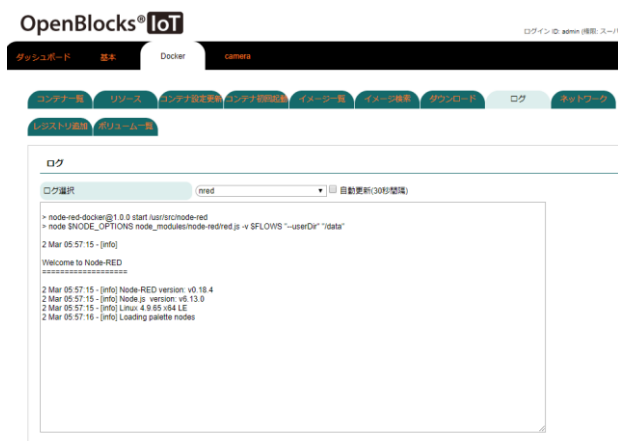 OpenBlocks® IoT
ログイン ID: admin (権限: スーパ
ダッシュボード 基本 Docker camera
コンテナ一覧 リソース コンテナ設定更新 コンテナ初回起動 イメージ一覧 イメージ検索 ダウンロード ログ ネットワーク
レジストリ追加 ボリューム一覧
ログ
ログ選択 nred 自動更新(30秒間隔)
> node-red-docker@1.0.0 start /usr/src/node-red
> node $NODE_OPTIONS node_modules/node-red/red.js -v $FLOWS "--userDir" "/data"
2 Mar 05:57:15 - [info]
Welcome to Node-RED
===================
2 Mar 05:57:15 - [info] Node-RED version: v0.18.4
2 Mar 05:57:15 - [info] Node.js version: v6.13.0
2 Mar 05:57:15 - [info] Linux 4.9.65 x64 LE
2 Mar 05:57:16 - [info] Loading palette nodes